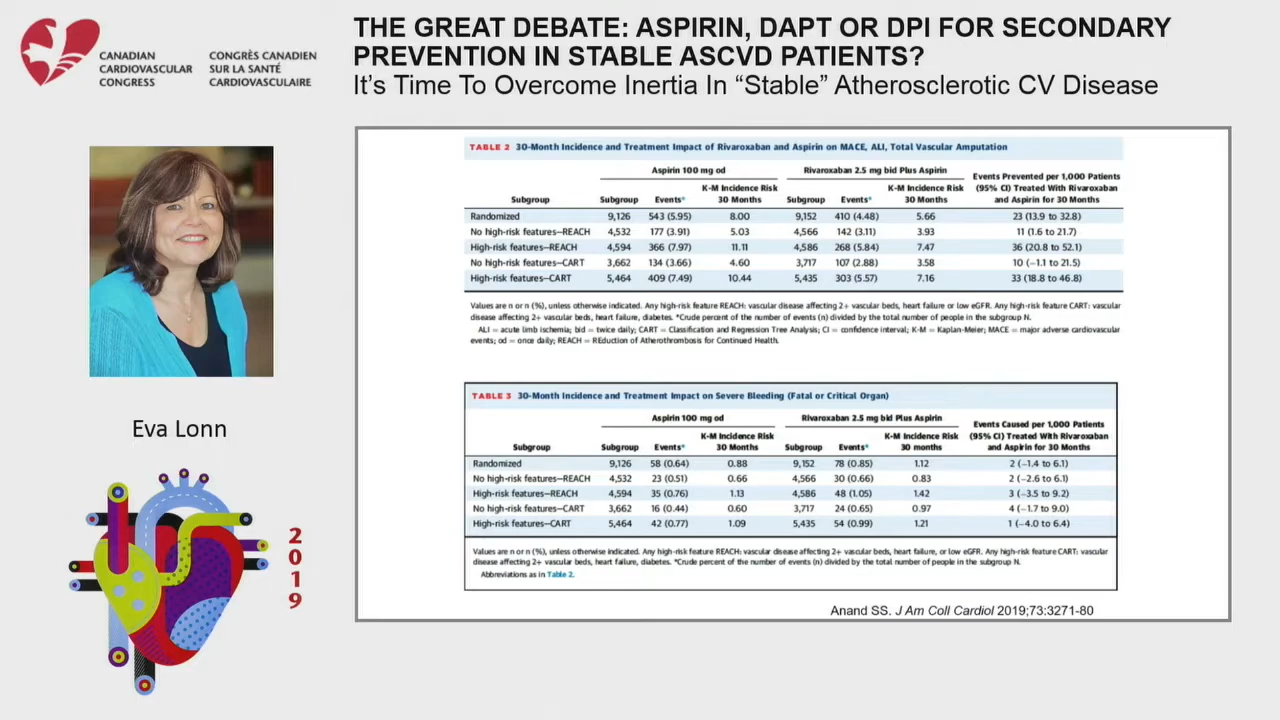 THE GREAT DEBATE: ASPIRIN, DAPT OR DPI FOR SECONDARY
PREVENTION IN STABLE ASCVD PATIENTS?
It's Time To Overcome Inertia In “Stable” Atherosclerotic CV Disease
CANADIAN
CARDIOVASCULAR
CONGRESS
CONGRÈS CANADIEN
SUR LA SANTÉ
CARDIOVASCULAIRE
Eva Lonn
2
0
1
9
TABLE 2 30-Month Incidence and Treatment Impact of Rivaroxaban and Aspirin on MACE, ALI, Total Vascular Amputation
Aspirin 100 mg od Rivaroxaban 2.5 mg bid Plus Aspirin Events Prevented per 1,000 Patients
K-M Incidence Risk K-M Incidence Risk (95% CI) Treated With Rivaroxaban
Subgroup Subgroup Events* 30 Months Subgroup Events* 30 Months and Aspirin for 30 Months
Randomized 9,126 543 (5.95) 8.00 9,152 410 (4.48) 5.66 23 (13.9 to 32.8)
No high-risk features–REACH 4,532 177 (3.91) 5.03 4,566 142 (3.11) 3.93 11 (1.6 to 21.7)
High-risk features–REACH 4,594 366 (7.97) 11.11 4,586 268 (5.84) 7.47 36 (20.8 to 52.1)
No high-risk features–CART 3,662 134 (3.66) 4.60 3,717 107 (2.88) 3.58 10 (−1.1 to 21.5)
High-risk features–CART 5,464 409 (7.49) 10.44 5,435 303 (5.57) 7.16 33 (18.8 to 46.8)
Values are n or n (%), unless otherwise indicated. Any high-risk feature REACH: vascular disease affecting 2+ vascular beds, heart failure or low eGFR. Any high-risk feature CART: vascular
disease affecting 2+ vascular beds, heart failure, diabetes. *Crude percent of the number of events (n) divided by the total number of people in the subgroup N.
ALI = acute limb ischemia; bid = twice daily; CART = Classification and Regression Tree Analysis; CI = confidence interval; K-M = Kaplan-Meier; MACE = major adverse cardiovascular
events; od = once daily; REACH = REduction of Atherothrombosis for Continued Health.
TABLE 3 30-Month Incidence and Treatment Impact on Severe Bleeding (Fatal or Critical Organ)
Aspirin 100 mg od Rivaroxaban 2.5 mg bid Plus Aspirin Events Caused per 1,000 Patients
K-M Incidence Risk K-M Incidence Risk (95% CI) Treated With Rivaroxaban
Subgroup Subgroup Events* 30 Months Subgroup Events* 30 months and Aspirin for 30 Months
Randomized 9,126 58 (0.64) 0.88 9,152 78 (0.85) 1.12 2 (−1.4 to 6.1)
No high-risk features–REACH 4,532 23 (0.51) 0.66 4,566 30 (0.66) 0.83 2 (−2.6 to 6.1)
High-risk features–REACH 4,594 35 (0.76) 1.13 4,586 48 (1.05) 1.42 3 (−3.5 to 9.2)
No high-risk features–CART 3,662 16 (0.44) 0.60 3,717 24 (0.65) 0.97 4 (−1.7 to 9.0)
High-risk features–CART 5,464 42 (0.77) 1.09 5,435 54 (0.99) 1.21 1 (−4.0 to 6.4)
Values are n or n (%), unless otherwise indicated. Any high-risk feature REACH: vascular disease affecting 2+ vascular beds, heart failure, or low eGFR. Any high-risk feature CART: vascular
disease affecting 2+ vascular beds, heart failure, diabetes. *Crude percent of the number of events (n) divided by the total number of people in the subgroup N.
Abbreviations as in Table 2.
Anand SS. J Am Coll Cardiol 2019;73:3271-80